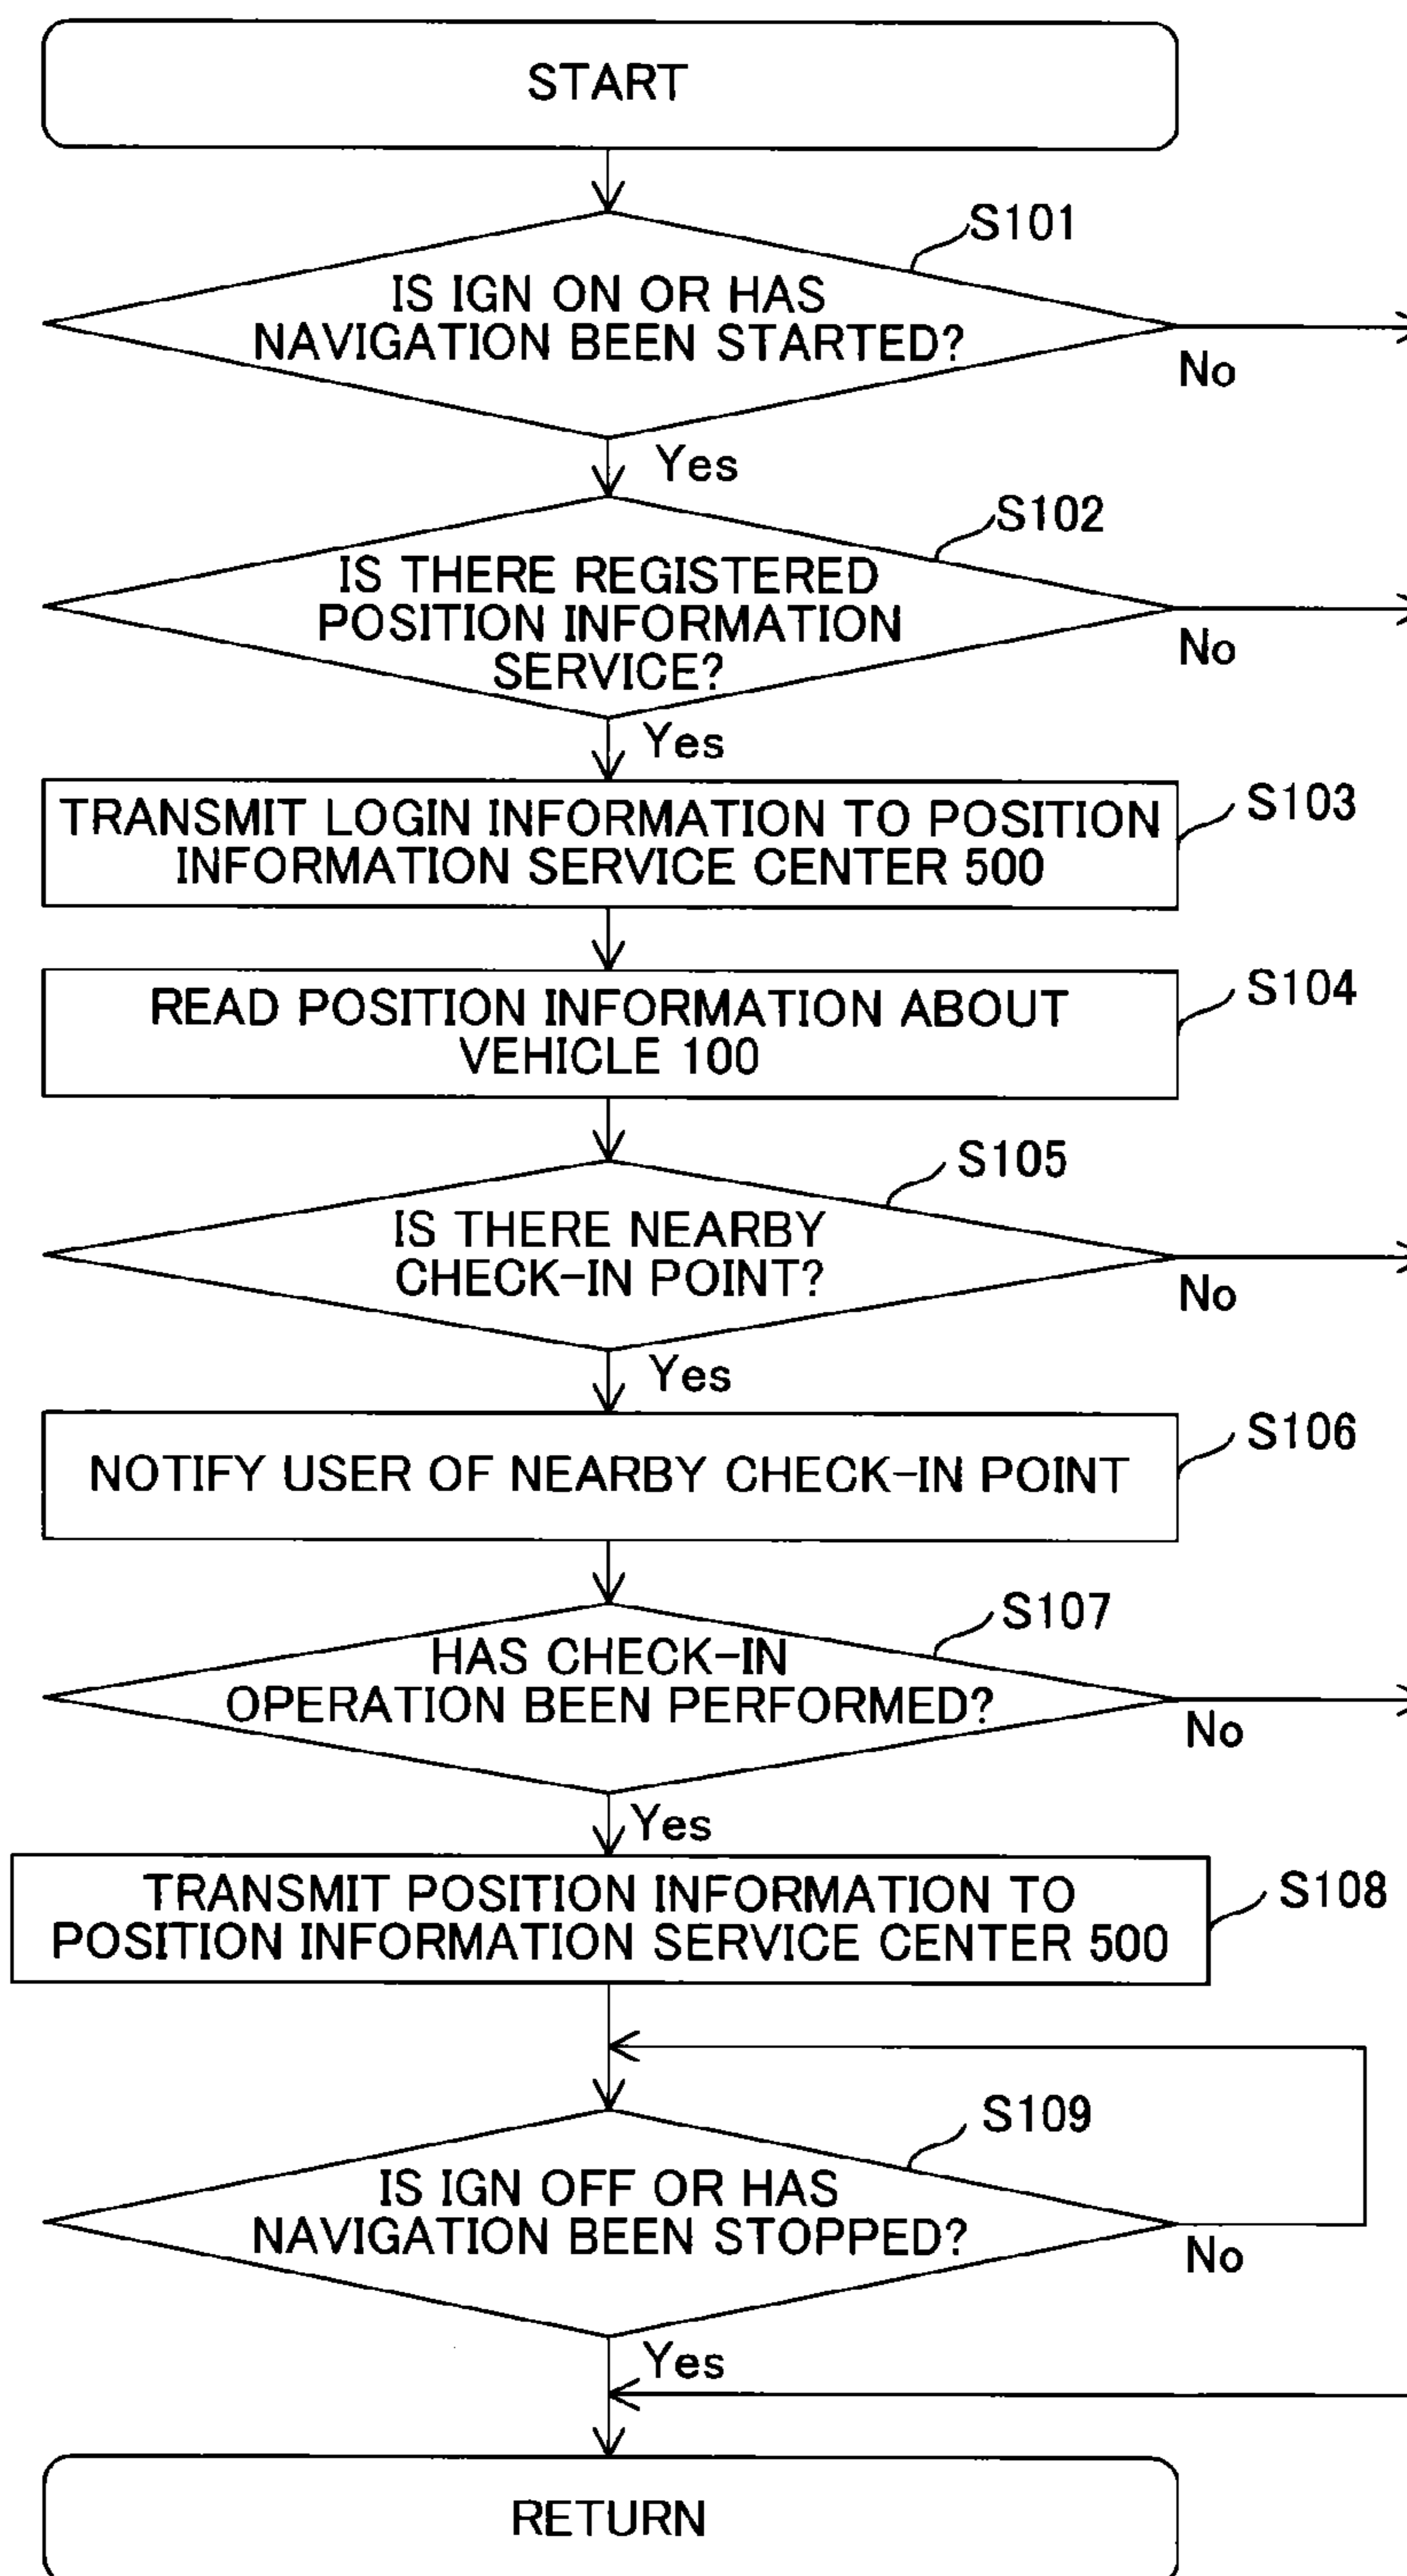 START
S101
IS IGN ON OR HAS
NAVIGATION BEEN STARTED?
No
Yes
S102
IS THERE REGISTERED
POSITION INFORMATION
SERVICE?
No
Yes
S103
TRANSMIT LOGIN INFORMATION TO POSITION
INFORMATION SERVICE CENTER 500
S104
READ POSITION INFORMATION ABOUT
VEHICLE 100
S105
IS THERE NEARBY
CHECK-IN POINT?
No
Yes
S106
NOTIFY USER OF NEARBY CHECK-IN POINT
S107
HAS CHECK-IN
OPERATION BEEN PERFORMED?
No
Yes
S108
TRANSMIT POSITION INFORMATION TO
POSITION INFORMATION SERVICE CENTER 500
S109
IS IGN OFF OR HAS
NAVIGATION BEEN STOPPED?
No
Yes
RETURN